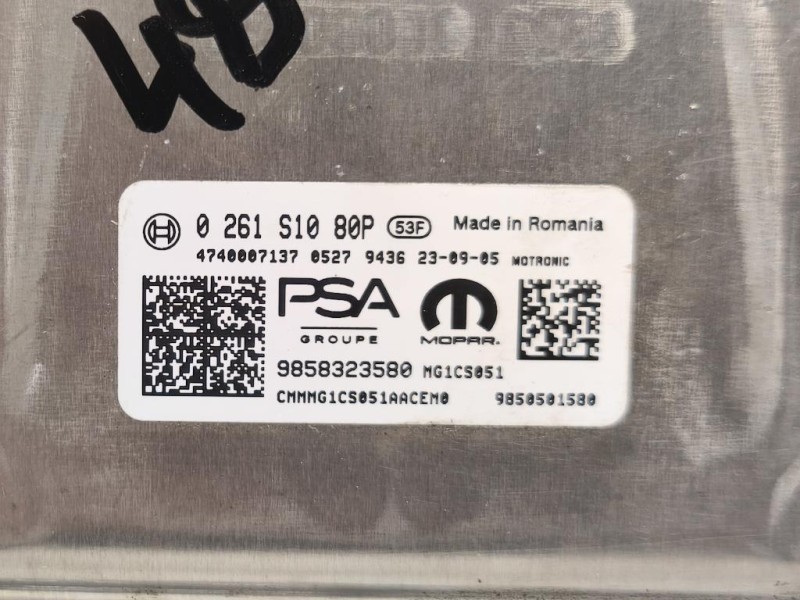 0 261 S10 80P 53F Made in Romania
4740007137 0527 9436 23-09-05 MOTRONIC
PSA
GROUPE
MOPAR.
9858323580 MG1CS051
CMMMG1CS051AACEM0 9850501580